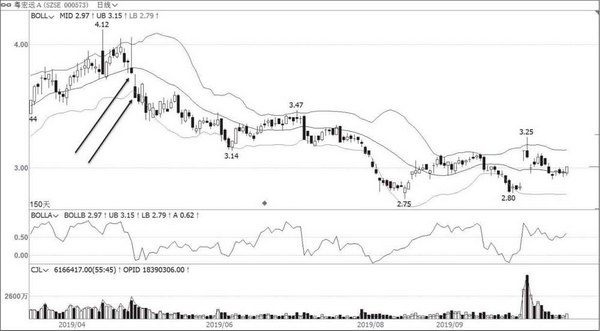 粤宏远A (SZSE 000573) 日线
BOLL MID 2.97↑ UB 3.15↑ LB 2.79↑
4.12
4.00
44
3.47
3.25
3.14
3.00
2.75
2.80
150天
BOLLA BOLLB 2.97↑ UB 3.15↑ LB 2.79↑ A 0.62↑
0.50
0.00
CJL 6166417.00(55:45)↑ OPID 18390306.00↑
2600万
2019/04 2019/06 2019/08 2019/09